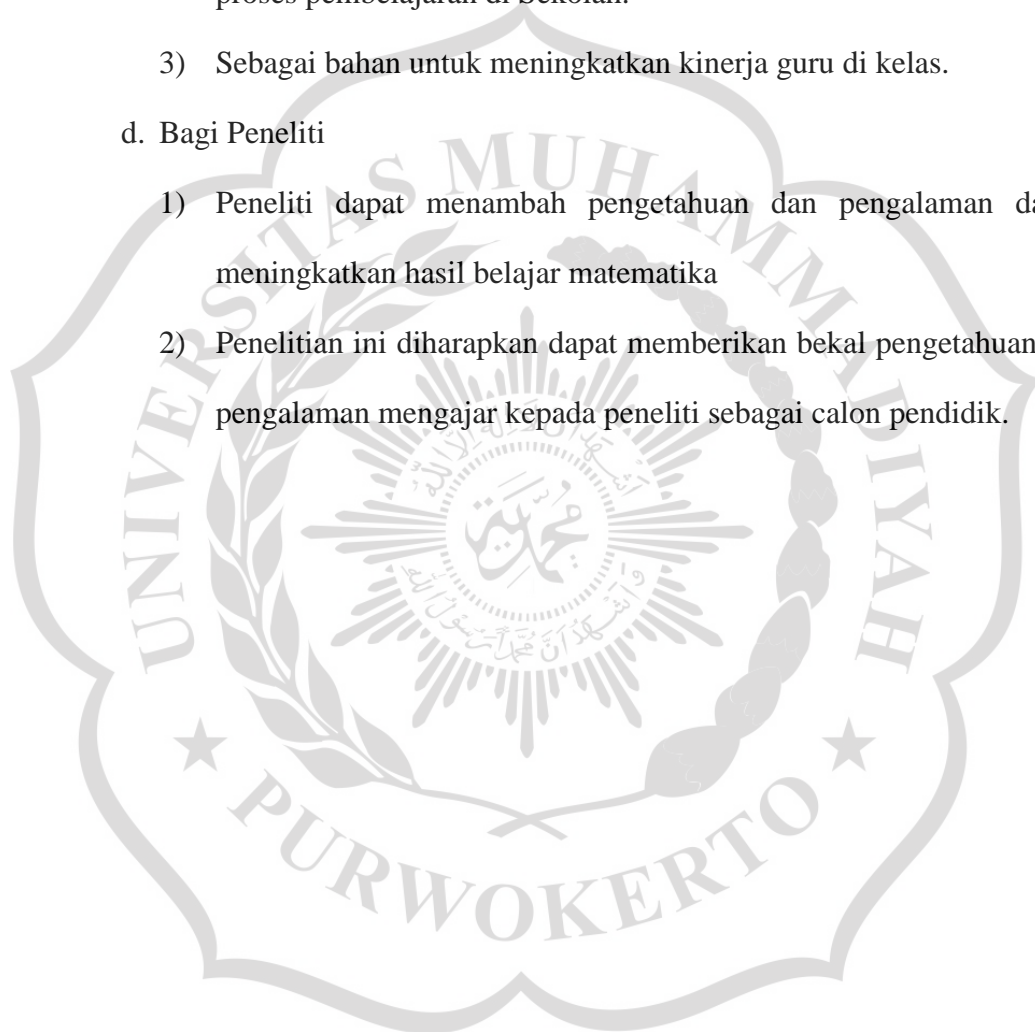 proses pembelajaran di Sekolah.
3) Sebagai bahan untuk meningkatkan kinerja guru di kelas.
d. Bagi Peneliti
1) Peneliti dapat menambah pengetahuan dan pengalaman
meningkatkan hasil belajar matematika
2) Penelitian ini diharapkan dapat memberikan bekal pengetahuan
pengalaman mengajar kepada peneliti sebagai calon pendidik.
UNIVERSITAS MUHAMMADIYAH
PURWOKERTO
محمدية